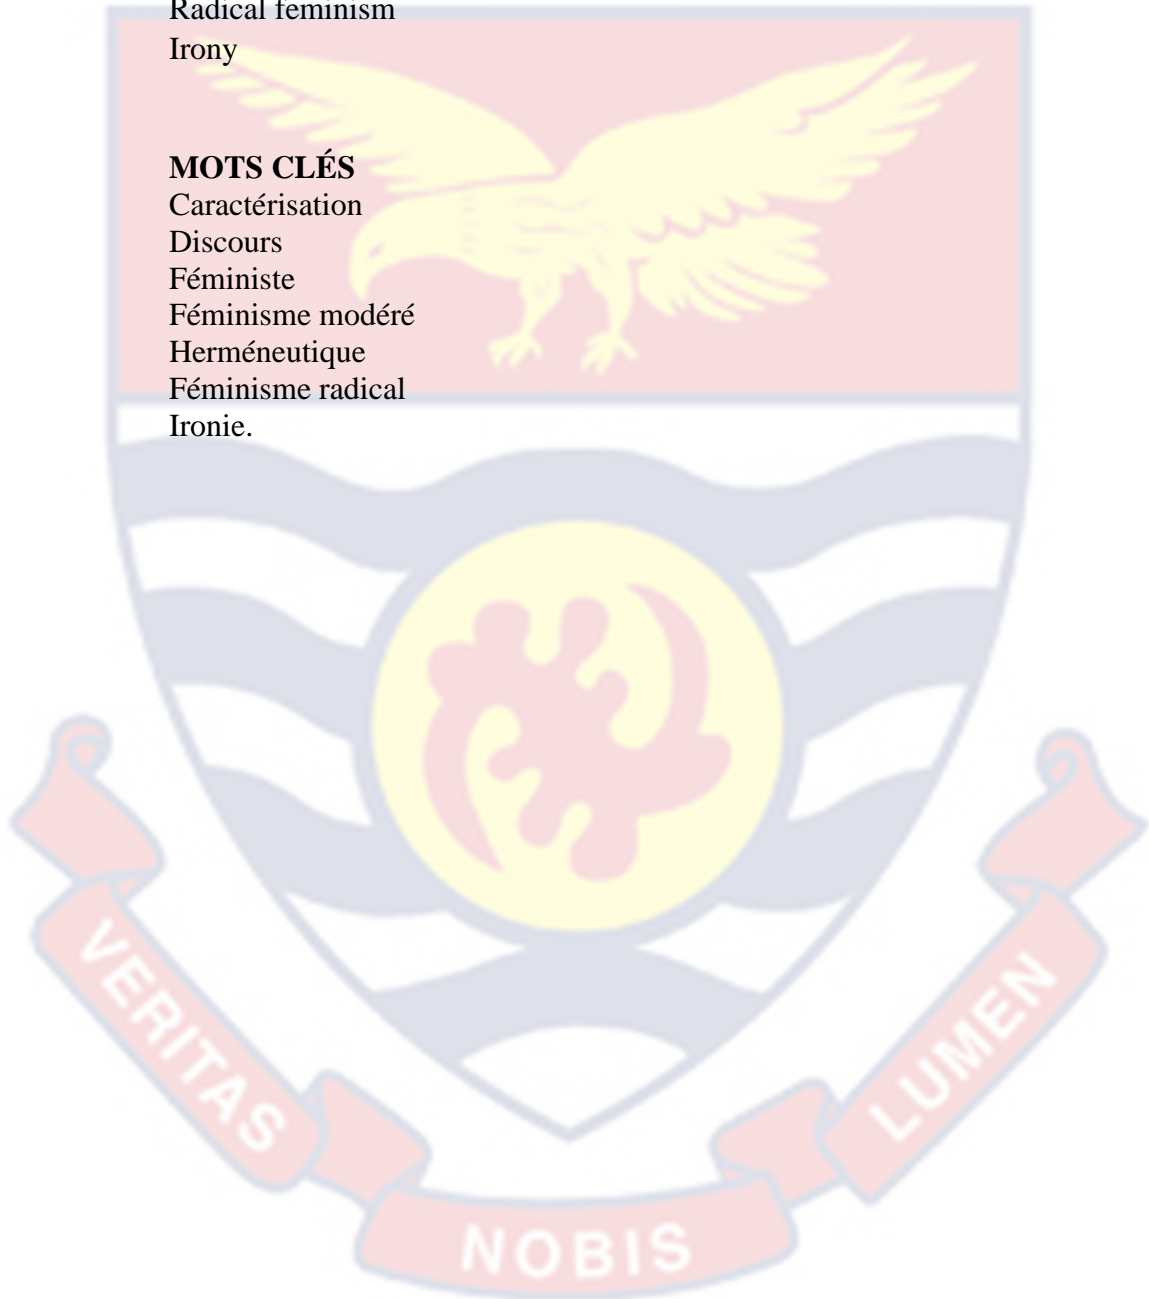 Radical feminism
Irony
MOTS CLÉS
Caractérisation
Discours
Féministe
Féminisme modéré
Herméneutique
Féminisme radical
Ironie.
VERITAS
NOBIS
LUMEN